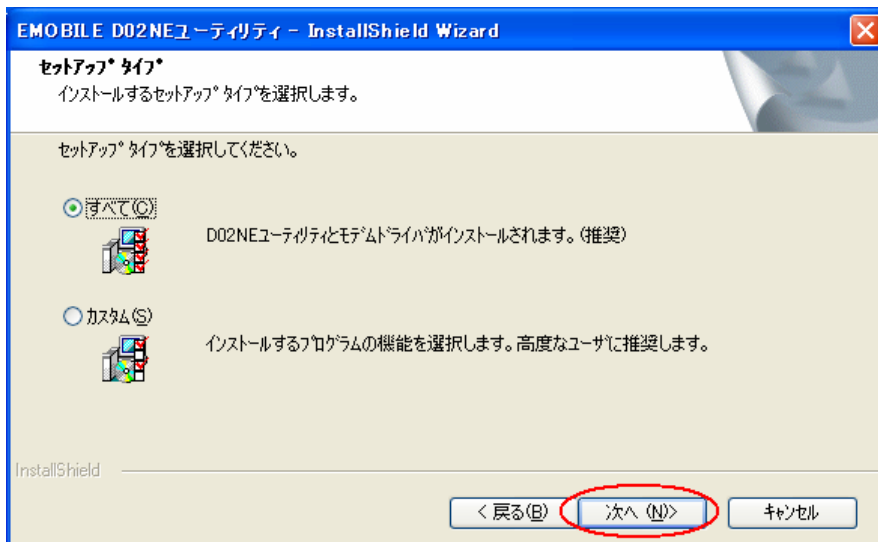 EMOBILE D02NEユーティリティ - InstallShield Wizard
セットアップ タイプ
インストールするセットアップ タイプを選択します。
セットアップ タイプを選択してください。
すべて(C)
D02NEユーティリティとモデムドライバがインストールされます。(推奨)
カスタム(S)
インストールするプログラムの機能を選択します。高度なユーザに推奨します。
InstallShield
< 戻る(B) 次へ (N)> キャンセル